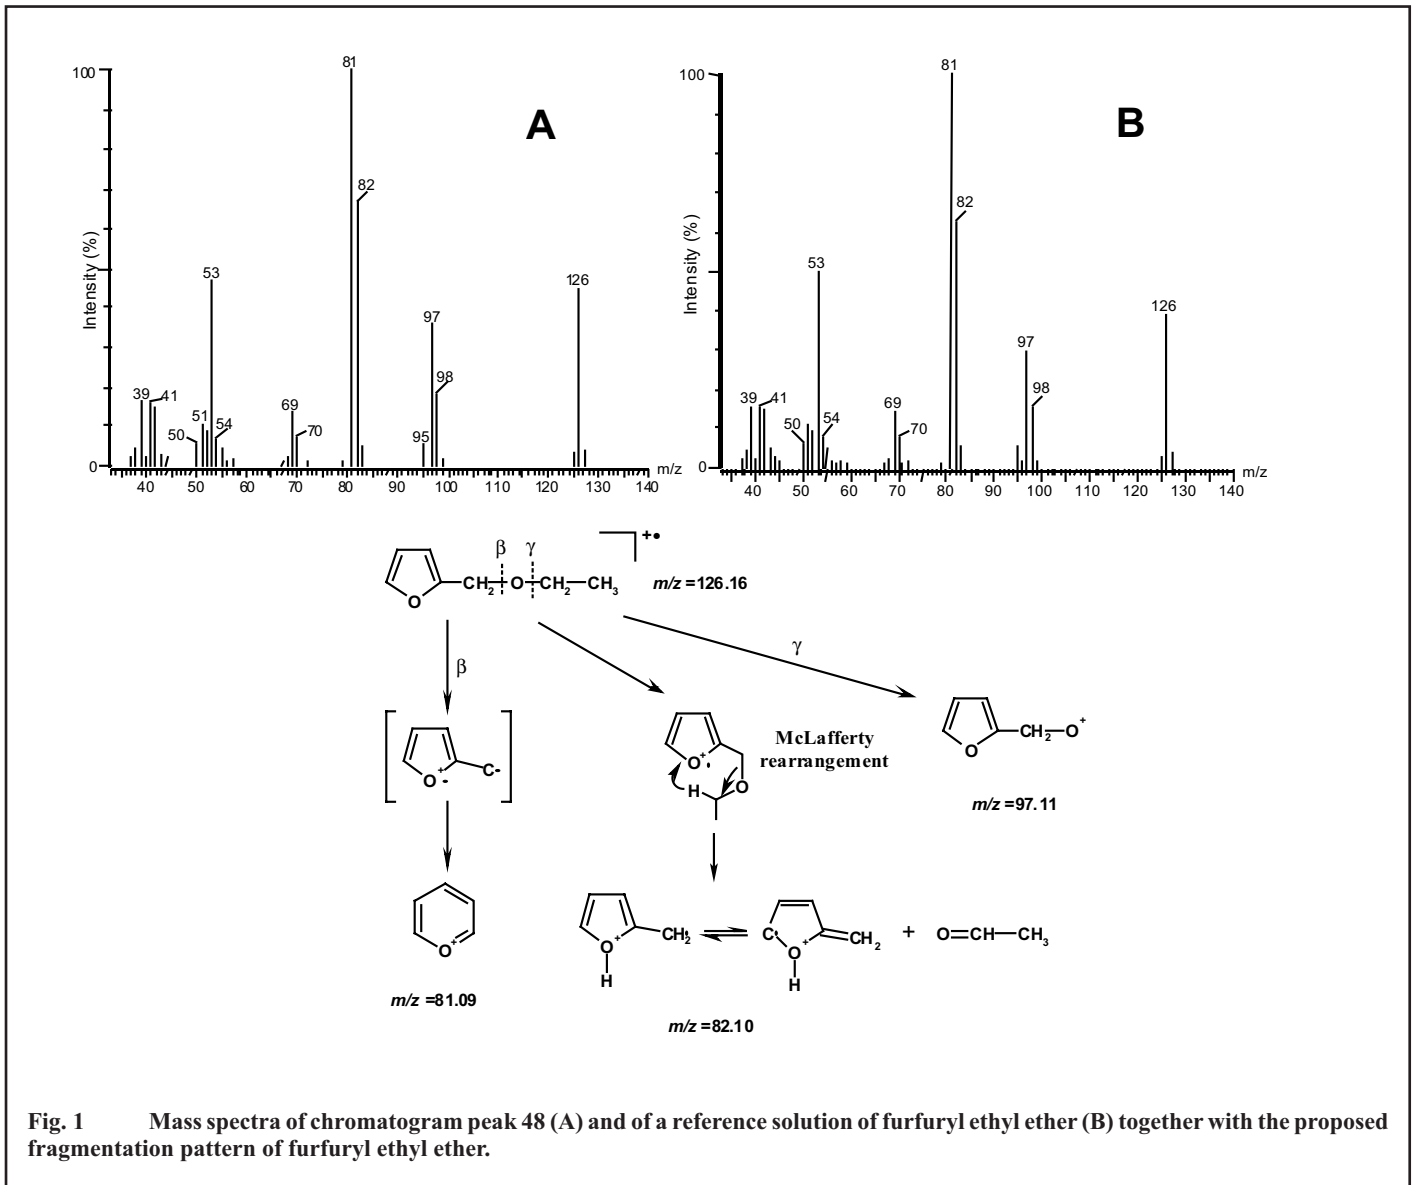 A
100
0
Intensity (%)
39
41
50
51
53
54
69
70
81
82
95
97
98
126
40 50 60 70 80 90 100 110 120 130 140
m/z
B
100
0
Intensity (%)
39
41
50
53
54
69
70
81
82
97
98
126
40 50 60 70 80 90 100 110 120 130 140
m/z
β γ
+•
O CH2 O CH2 CH3
m/z =126.16
β
γ
O + • C•
O + • H O
McLafferty
rearrangement
O CH2 O +
m/z =97.11
O +
m/z =81.09
O + H CH2•
C• O + H CH2
+
O=CH CH3
m/z =82.10
Fig. 1 Mass spectra of chromatogram peak 48 (A) and of a reference solution of furfuryl ethyl ether (B) together with the proposed
fragmentation pattern of furfuryl ethyl ether.